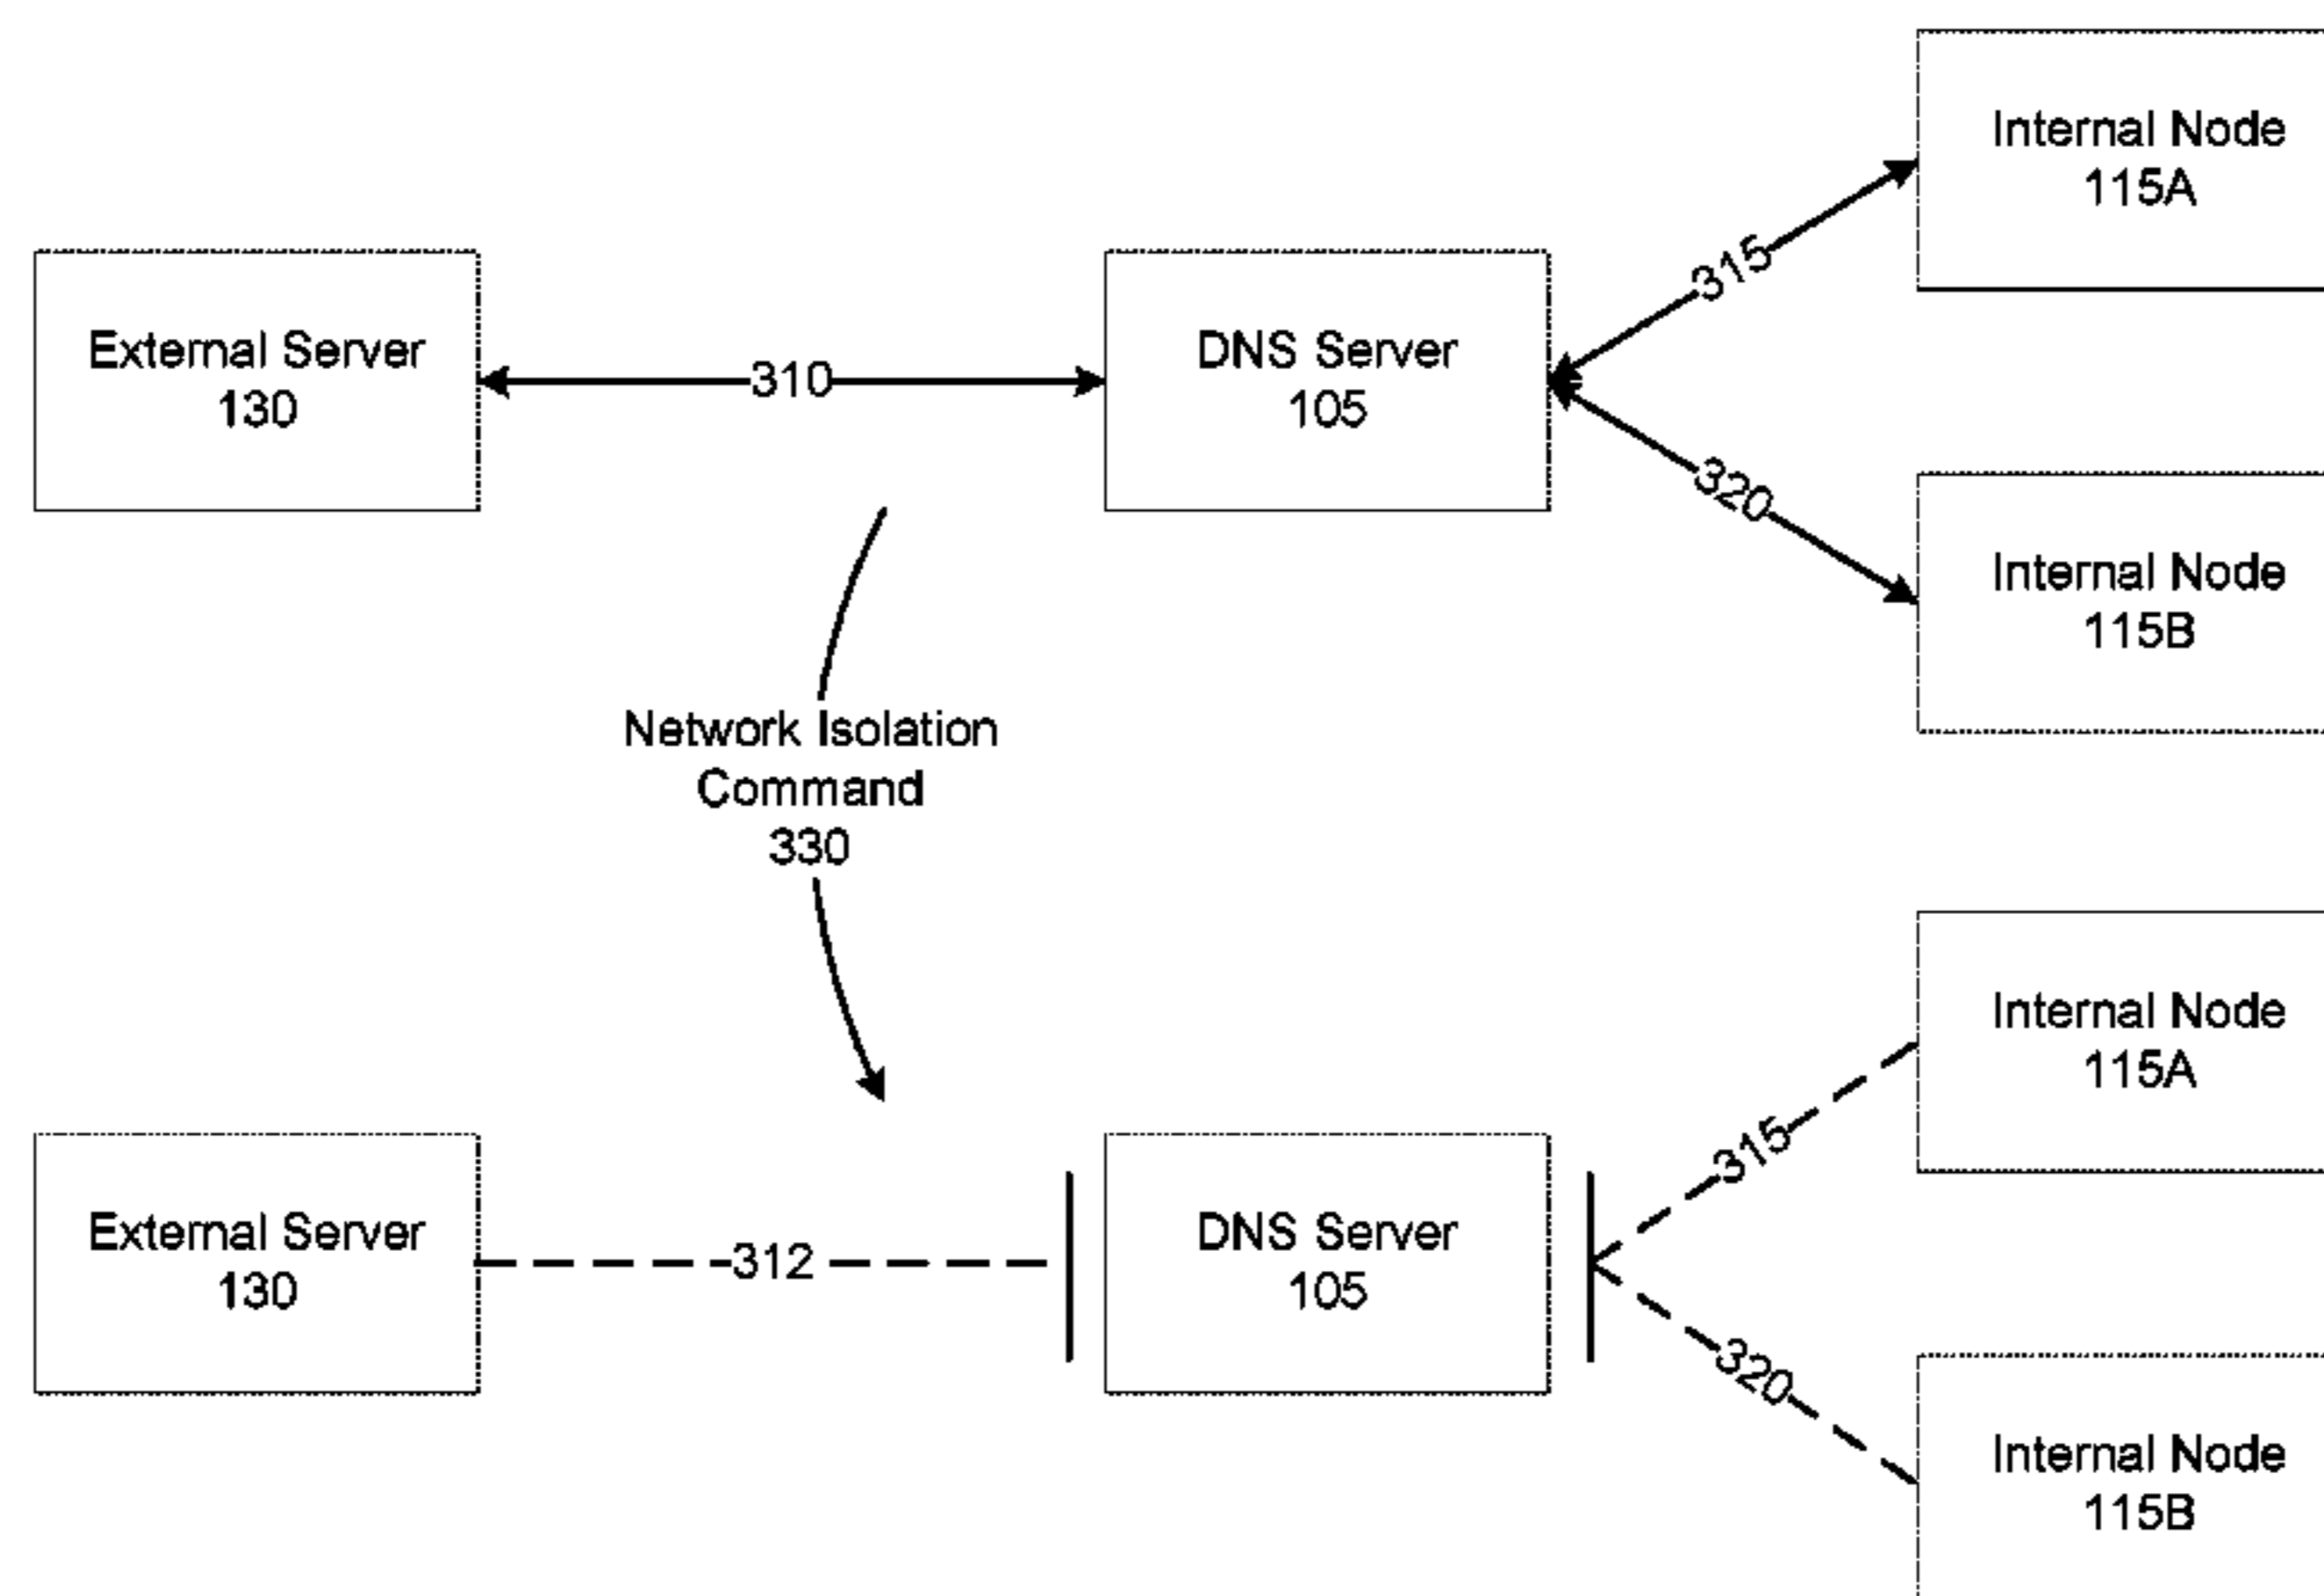 Internal Node
115A
315
External Server
130
310
DNS Server
105
320
Internal Node
115B
Network Isolation
Command
330
Internal Node
115A
315
External Server
130
312
DNS Server
105
320
Internal Node
115B